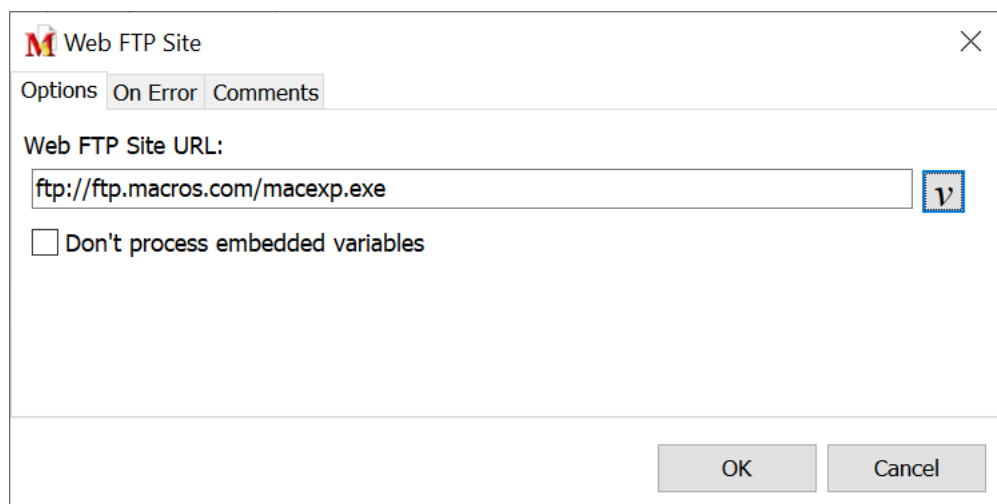 Web FTP Site
Options On Error Comments
Web FTP Site URL:
ftp://ftp.macros.com/macexp.exe
v
Don't process embedded variables
OK Cancel